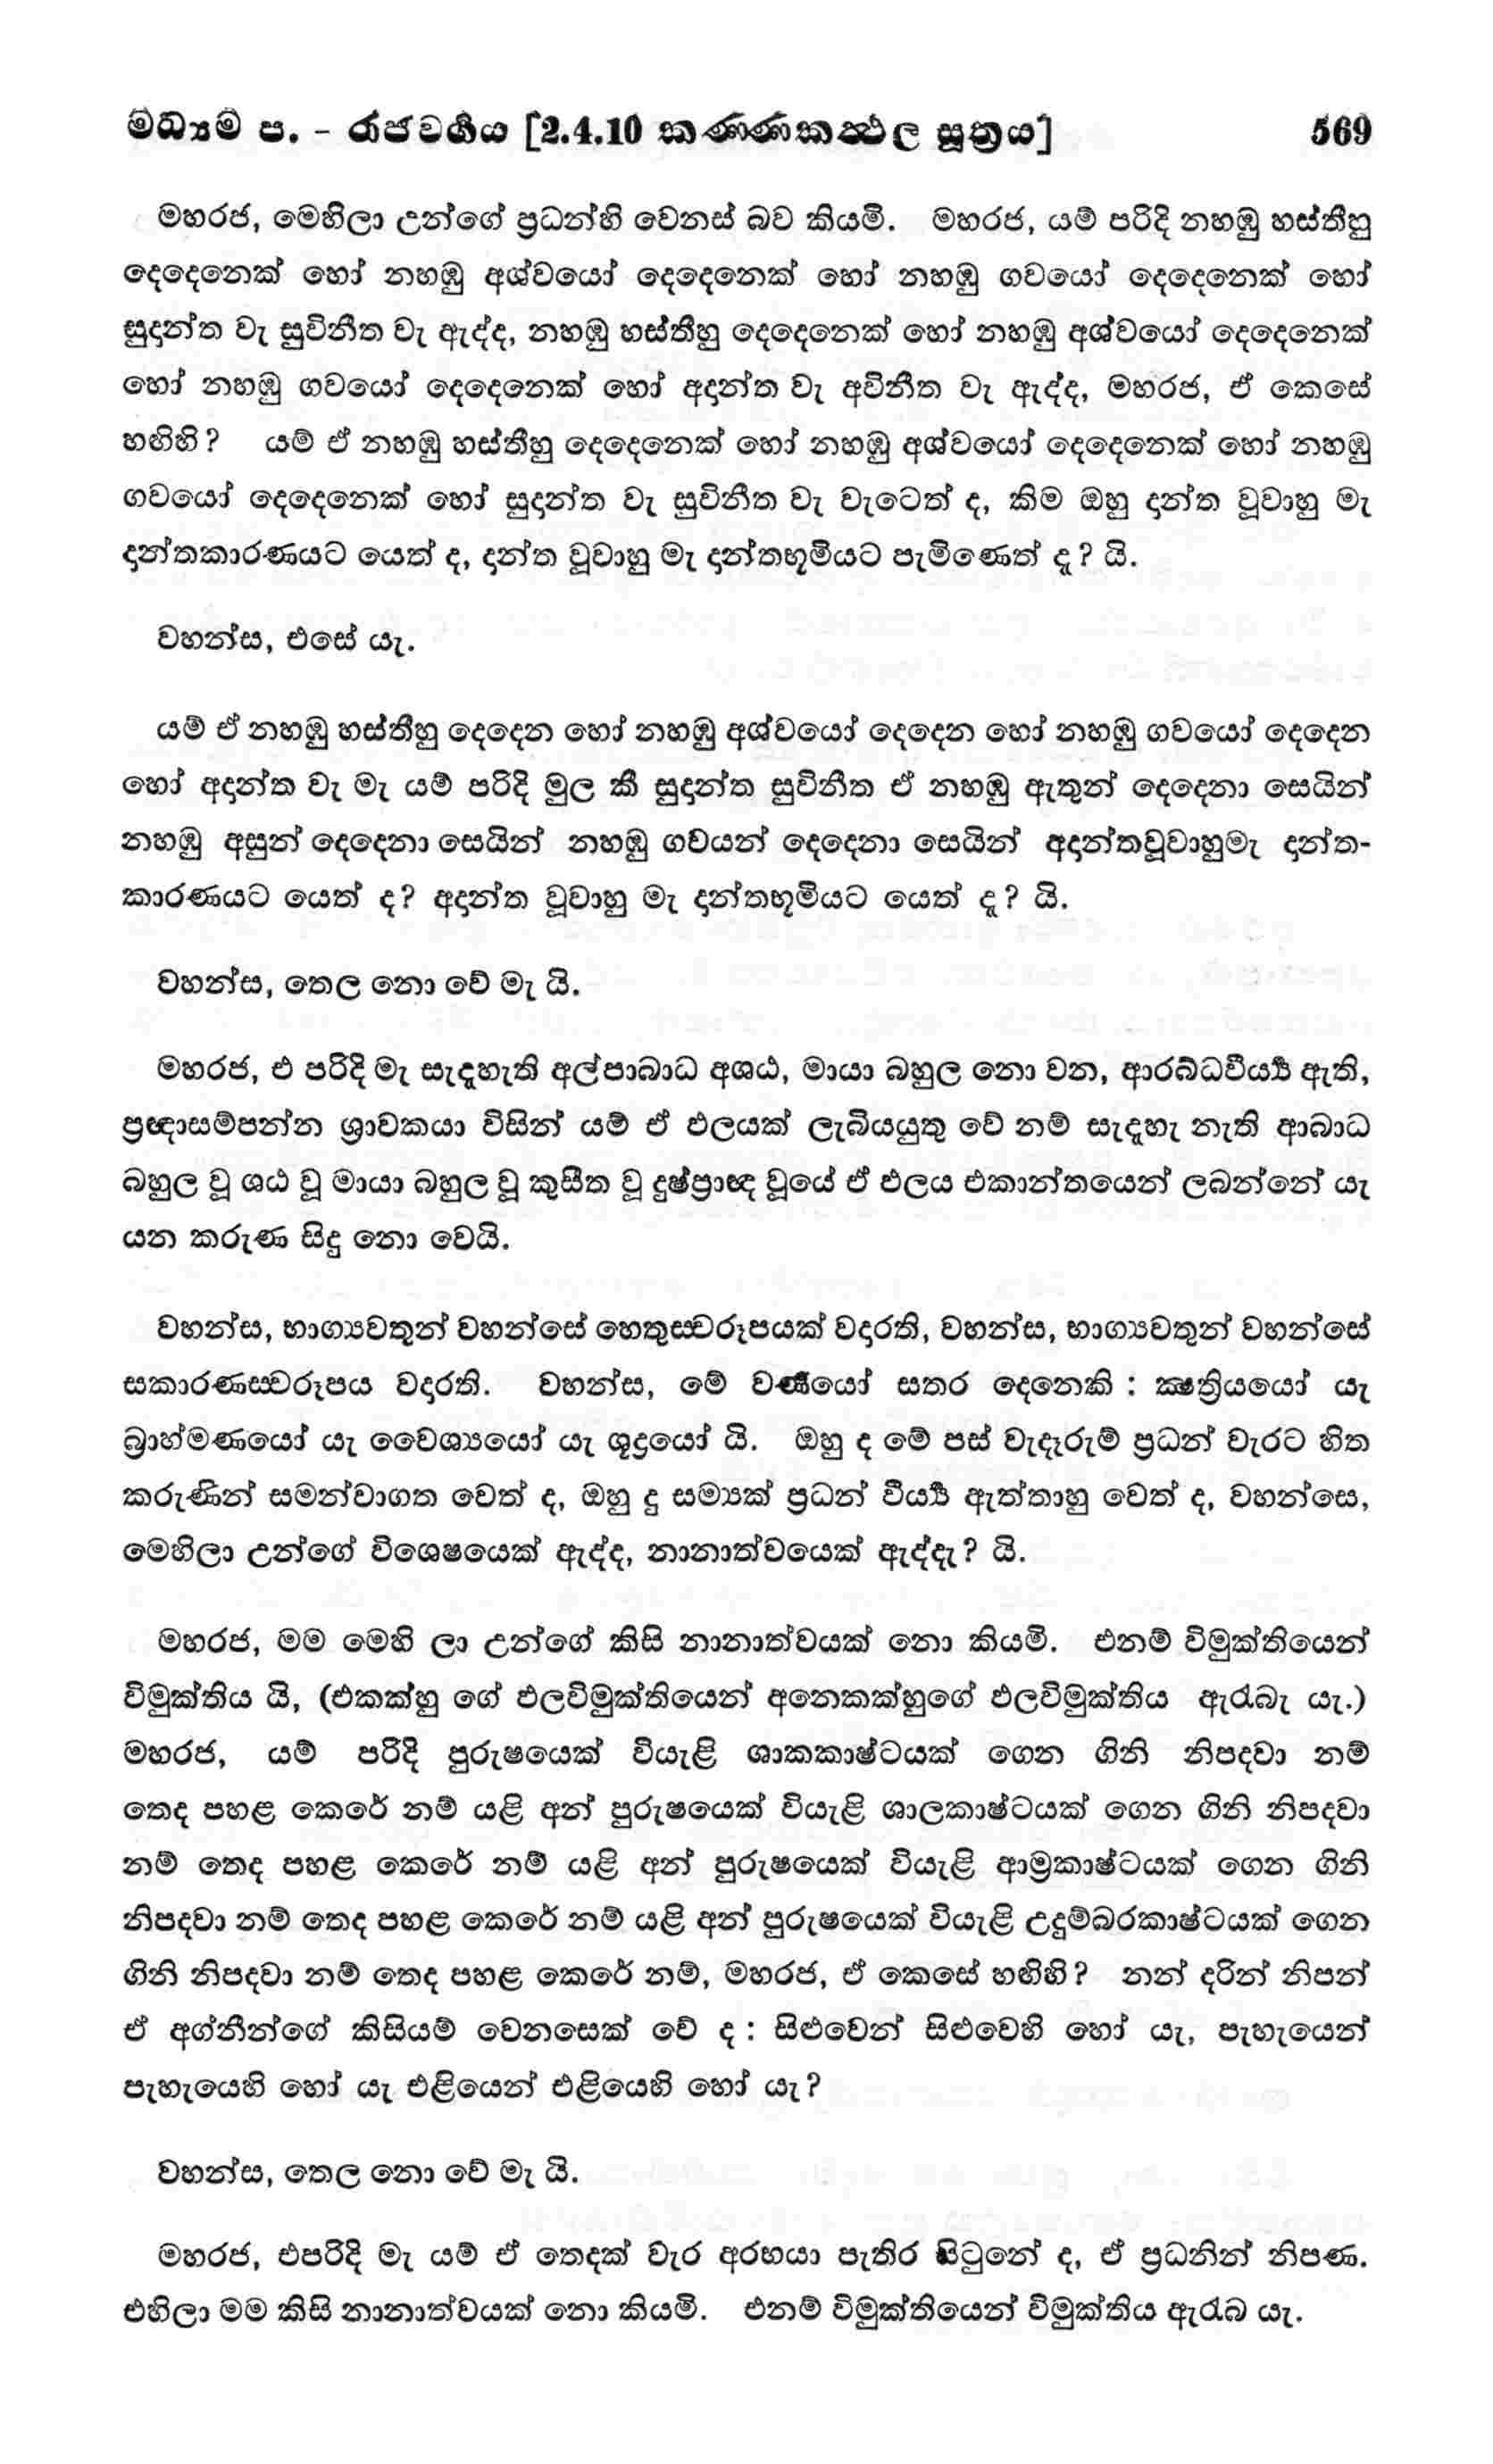 මධ්‍යම ප. - රාජවර්‍ගය [2.4.10 කණ්ණකත්‍ථල සූත්‍රය] 569
මහරජ, මෙහිලා උන්ගේ ප්‍රධන්හි වෙනස් බව කියමි. මහරජ, යම් පරිදි නහඹු හස්තීහු
දෙදෙනෙක් හෝ නහඹු අශ්වයෝ දෙදෙනෙක් හෝ නහඹු ගවයෝ දෙදෙනෙක් හෝ
සුදාන්ත වැ සුවිනීත වැ ඇද්ද, නහඹු හස්තීහු දෙදෙනෙක් හෝ නහඹු අශ්වයෝ දෙදෙනෙක්
හෝ නහඹු ගවයෝ දෙදෙනෙක් හෝ අදාන්ත වැ අවිනීත වැ ඇද්ද, මහරජ, ඒ කෙසේ
හඟිහි? යම් ඒ නහඹු හස්තීහු දෙදෙනෙක් හෝ නහඹු අශ්වයෝ දෙදෙනෙක් හෝ නහඹු
ගවයෝ දෙදෙනෙක් හෝ සුදාන්ත වැ සුවිනීත වැ වැටෙත් ද, කිම ඔහු දාන්ත වූවාහු මැ
දාන්තකාරණයට යෙත් ද, දාන්ත වූවාහු මැ දාන්තභූමියට පැමිණෙත් දැ? යි.
වහන්ස, එසේ යැ.
යම් ඒ නහඹු හස්තීහු දෙදෙන හෝ නහඹු අශ්වයෝ දෙදෙන හෝ නහඹු ගවයෝ දෙදෙන
හෝ අදාන්ත වැ මැ යම් පරිදි මුල කී සුදාන්ත සුවිනීත ඒ නහඹු ඇතුන් දෙදෙනා සෙයින්
නහඹු අසුන් දෙදෙනා සෙයින් නහඹු ගවයන් දෙදෙනා සෙයින් අදාන්තවූවාහුමැ දාන්ත-
කාරණයට යෙත් ද? අදාන්ත වූවාහු මැ දාන්තභූමියට යෙත් දැ? යි.
වහන්ස, තෙල නො වේ මැ යි.
මහරජ, එ පරිදි මැ සැදැහැති අල්පාබාධ අශඨ, මායා බහුල නො වන, ආරබ්ධවීර්‍ය්‍ය ඇති,
ප්‍රඥාසම්පන්න ශ්‍රාවකයා විසින් යම් ඒ ඵලයක් ලැබියයුතු වේ නම් සැදැහැ නැති ආබාධ
බහුල වූ ශඨ වූ මායා බහුල වූ කුසීත වූ දුෂ්ප්‍රාඥ වූයේ ඒ ඵලය එකාන්තයෙන් ලබන්නේ යැ
යන කරුණ සිදු නො වෙයි.
වහන්ස, භාග්‍යවතුන් වහන්සේ හෙතුස්වරූපයක් වදාරති, වහන්ස, භාග්‍යවතුන් වහන්සේ
සකාරණස්වරූපය වදාරති. වහන්ස, මේ වර්‍ණයෝ සතර දෙනෙකි : ක්‍ෂත්‍රියයෝ යැ
බ්‍රාහ්මණයෝ යැ වෛශ්‍යයෝ යැ ශූද්‍රයෝ යි. ඔහු ද මේ පස් වැදෑරුම් ප්‍රධන් වැරට හිත
කරුණින් සමන්වාගත වෙත් ද, ඔහු දු සම්‍යක් ප්‍රධන් වීර්‍ය්‍ය ඇත්තාහු වෙත් ද, වහන්සෙ,
මෙහිලා උන්ගේ විශෙෂයෙක් ඇද්ද, නානාත්වයෙක් ඇද්දැ? යි.
මහරජ, මම මෙහි ලා උන්ගේ කිසි නානාත්වයක් නො කියමි. එනම් විමුක්තියෙන්
විමුක්තිය යි, (එකක්හු ගේ ඵලවිමුක්තියෙන් අනෙකක්හුගේ ඵලවිමුක්තිය ඇරැබැ යැ.)
මහරජ, යම් පරිදි පුරුෂයෙක් වියැළි ශාකකාෂ්ටයක් ගෙන ගිනි නිපදවා නම්
තෙද පහළ කෙරේ නම් යළි අන් පුරුෂයෙක් වියැළි ශාලකාෂ්ටයක් ගෙන ගිනි නිපදවා
නම් තෙද පහළ කෙරේ නම් යළි අන් පුරුෂයෙක් වියැළි ආම්‍රකාෂ්ටයක් ගෙන ගිනි
නිපදවා නම් තෙද පහළ කෙරේ නම් යළි අන් පුරුෂයෙක් වියැළි උදුම්බරකාෂ්ටයක් ගෙන
ගිනි නිපදවා නම් තෙද පහළ කෙරේ නම්, මහරජ, ඒ කෙසේ හඟිහි? නන් දරින් නිපන්
ඒ අග්නීන්ගේ කිසියම් වෙනසෙක් වේ ද : සිළුවෙන් සිළුවෙහි හෝ යැ, පැහැයෙන්
පැහැයෙහි හෝ යැ එළියෙන් එළියෙහි හෝ යැ?
වහන්ස, තෙල නො වේ මැ යි.
මහරජ, එපරිදි මැ යම් ඒ තෙදක් වැර අරභයා පැතිර සිටුනේ ද, ඒ ප්‍රධනින් නිපණ.
එහිලා මම කිසි නානාත්වයක් නො කියමි. එනම් විමුක්තියෙන් විමුක්තිය ඇරැබ යැ.